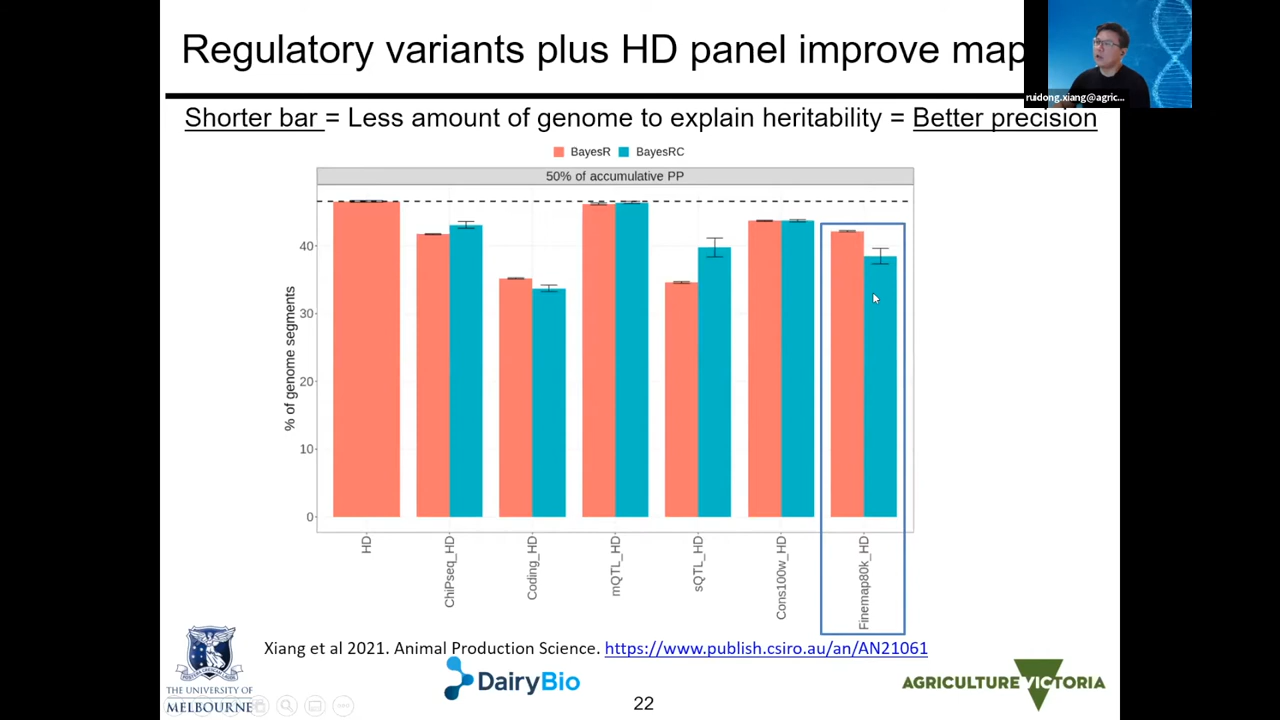 Regulatory variants plus HD panel improve map
ruidong.xiang@agric...
Shorter bar = Less amount of genome to explain heritability = Better precision
BayesR BayesRC
50% of accumulative PP
% of genome segments
40
30
20
10
0
HD
ChiPseq_HD
Coding_HD
mQTL_HD
sQTL_HD
Cons100w_HD
Finemap80k_HD
Xiang et al 2021. Animal Production Science. https://www.publish.csiro.au/an/AN21061
THE UNIVERSITY OF
MELBOURNE
DairyBio
22
AGRICULTURE VICTORIA